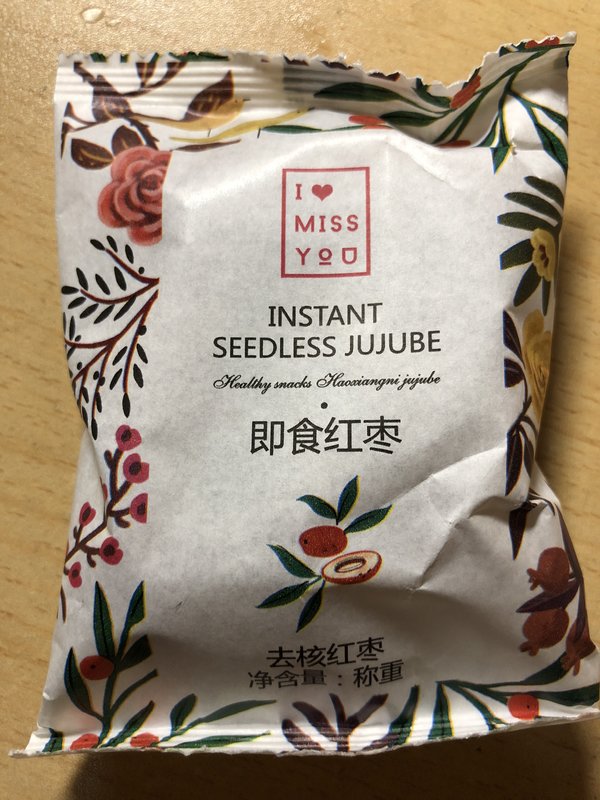 I ❤
MISS
YOU
INSTANT
SEEDLESS JUJUBE
Healthy snacks Haoxiangni jujube
即食红枣
去核红枣
净含量：称重